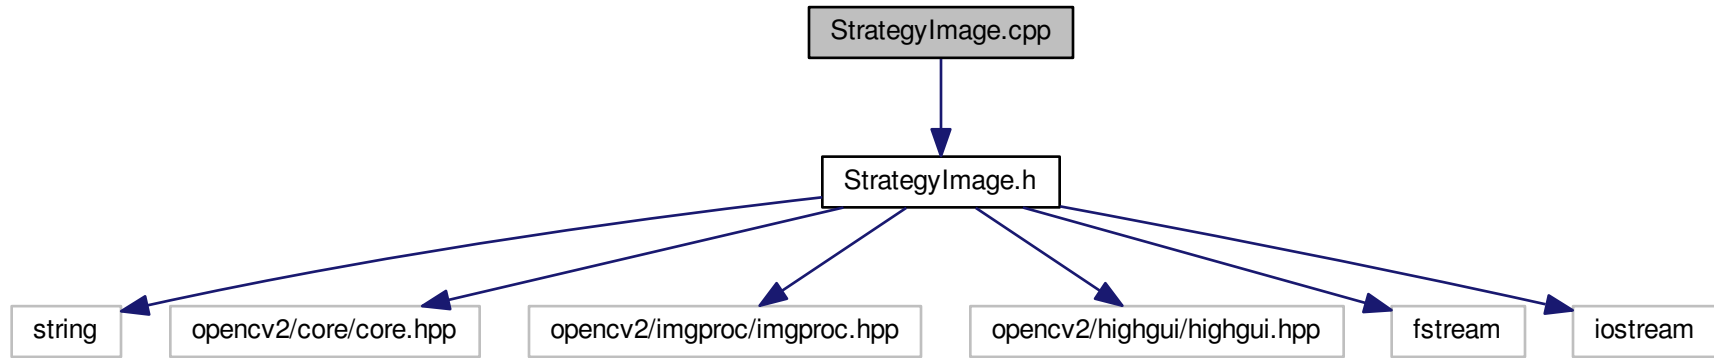 StrategyImage.cpp
StrategyImage.h
string
opencv2/core/core.hpp
opencv2/imgproc/imgproc.hpp
opencv2/highgui/highgui.hpp
fstream
iostream